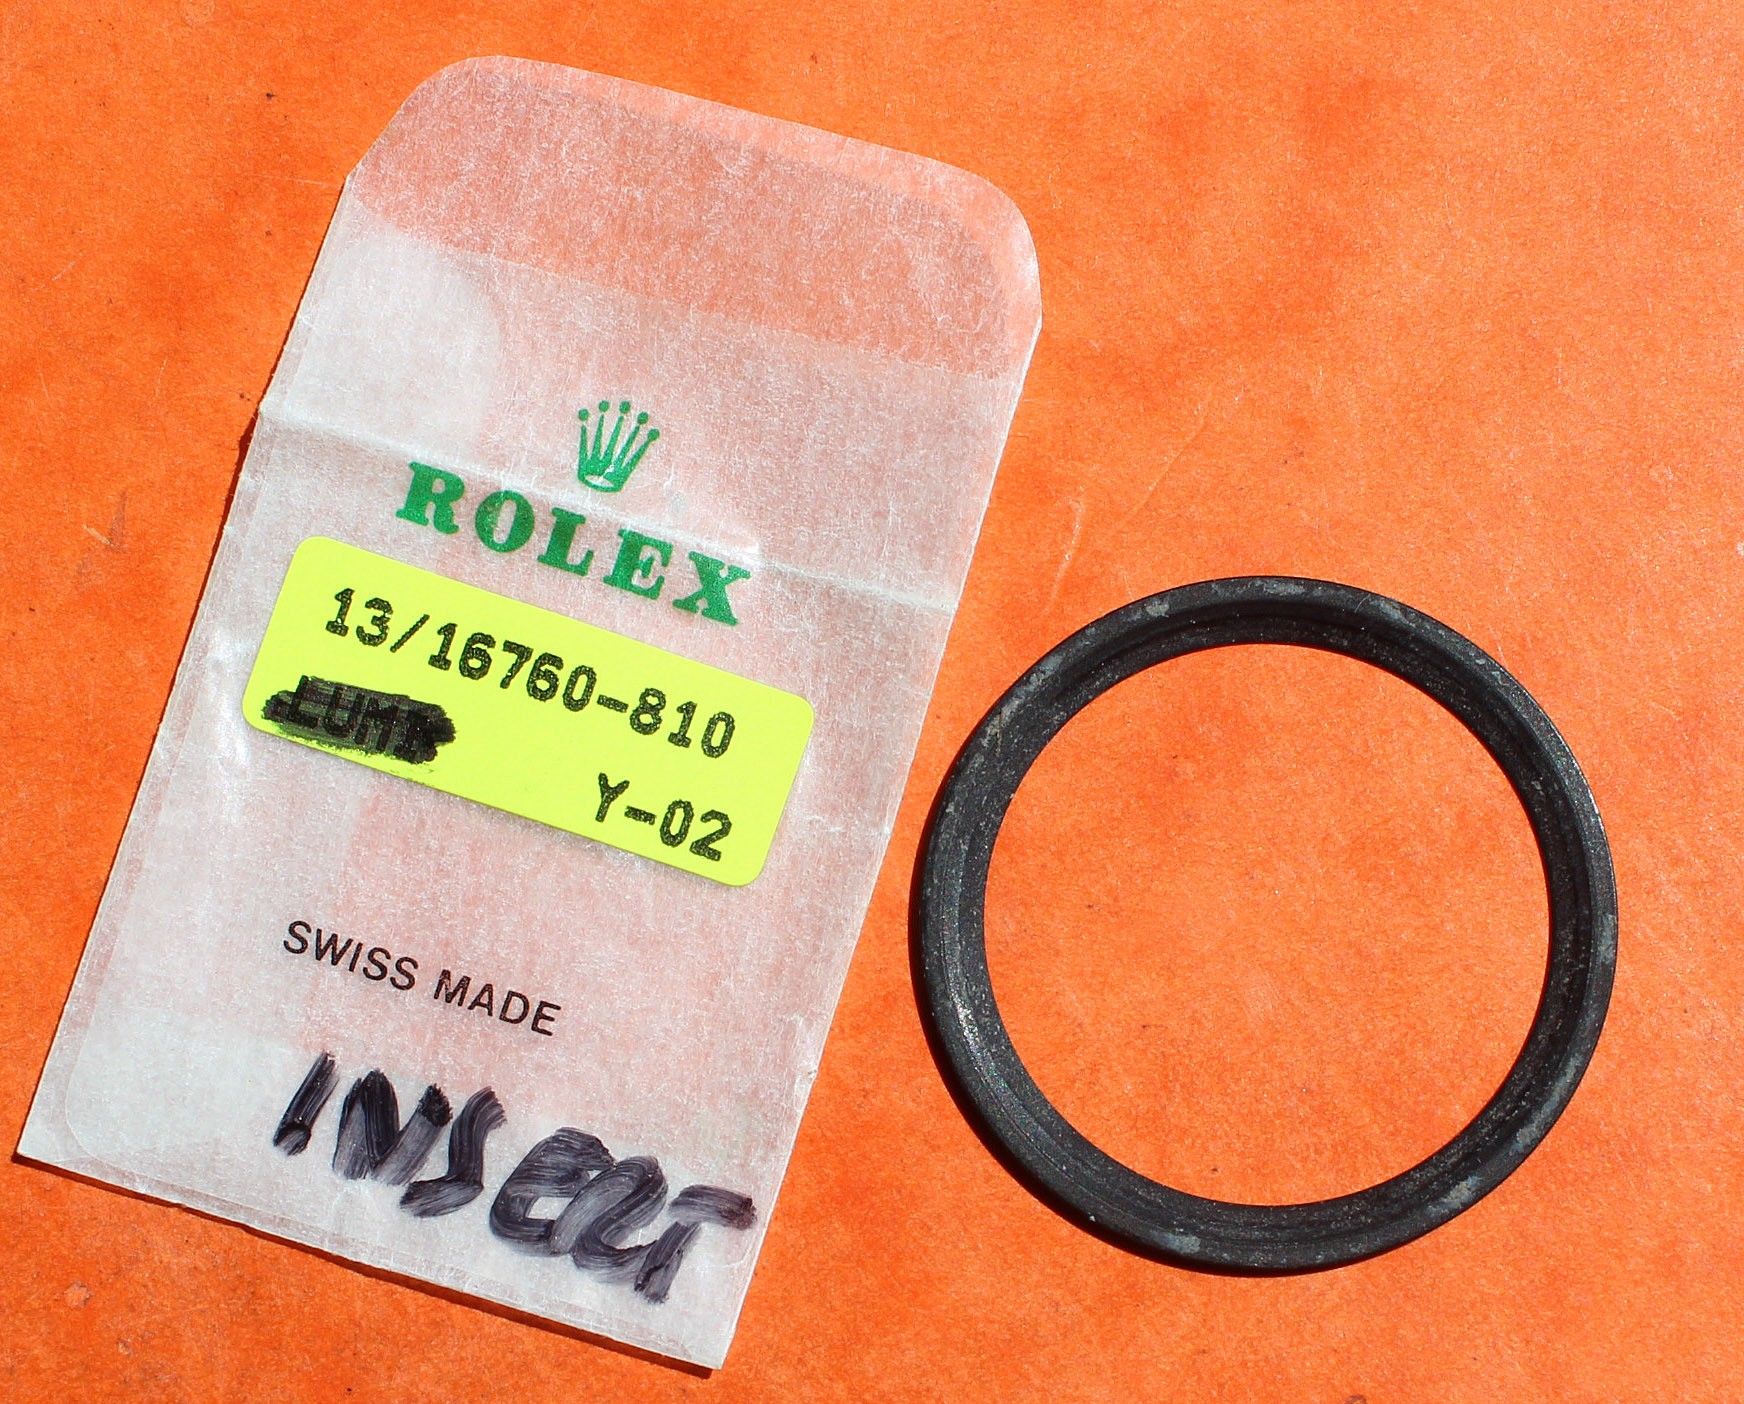 ROLEX
13/16760-810
Y-02
SWISS MADE
INSERT